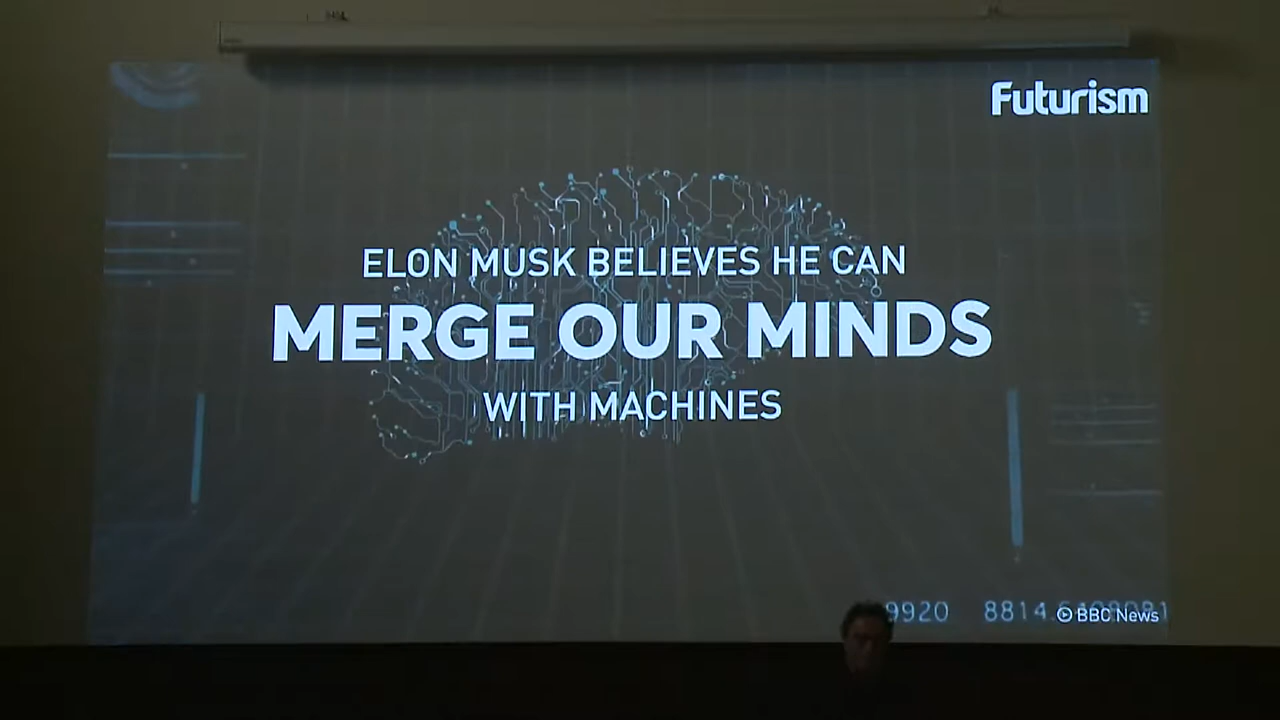 Futurism
ELON MUSK BELIEVES HE CAN
MERGE OUR MINDS
WITH MACHINES
9920 8814.
BBC News